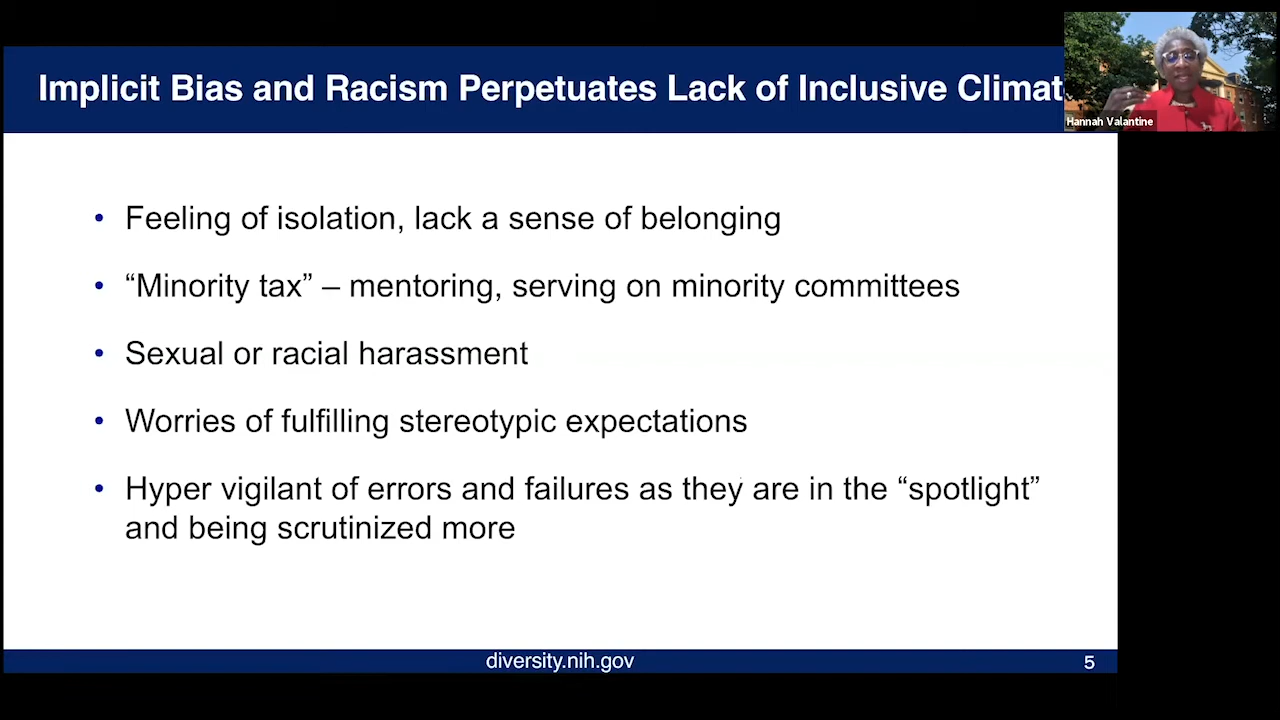 Implicit Bias and Racism Perpetuates Lack of Inclusive Climat
Hannah Valantine
• Feeling of isolation, lack a sense of belonging
• “Minority tax” – mentoring, serving on minority committees
• Sexual or racial harassment
• Worries of fulfilling stereotypic expectations
• Hyper vigilant of errors and failures as they are in the “spotlight”
and being scrutinized more
diversity.nih.gov
5